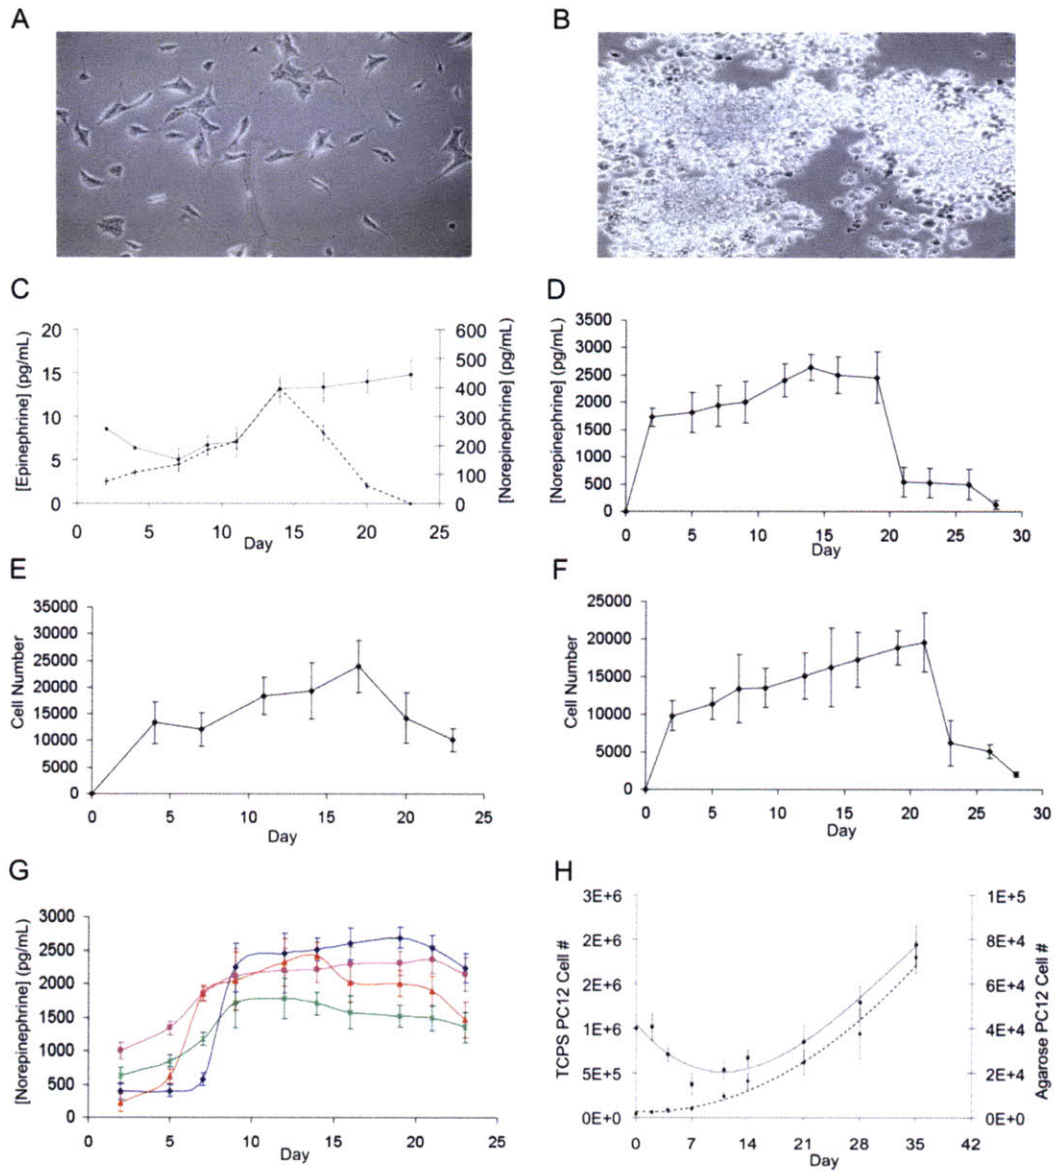 A
B
C
[Epinephrine] (pg/mL)
20
15
10
5
0
0 5 10 15 20 25
Day
600
500
400
300
200
100
0
[Norepinephrine] (pg/mL)
D
[Norepinephrine] (pg/mL)
3500
3000
2500
2000
1500
1000
500
0
0 5 10 15 20 25 30
Day
E
Cell Number
35000
30000
25000
20000
15000
10000
5000
0
0 5 10 15 20 25
Day
F
Cell Number
25000
20000
15000
10000
5000
0
0 5 10 15 20 25 30
Day
G
[Norepinephrine] (pg/mL)
3000
2500
2000
1500
1000
500
0
0 5 10 15 20 25
Day
H
TCPS PC12 Cell #
3E+6
2E+6
2E+6
1E+6
5E+5
0E+0
0 7 14 21 28 35 42
Day
1E+5
8E+4
6E+4
4E+4
2E+4
0E+0
Agarose PC12 Cell #